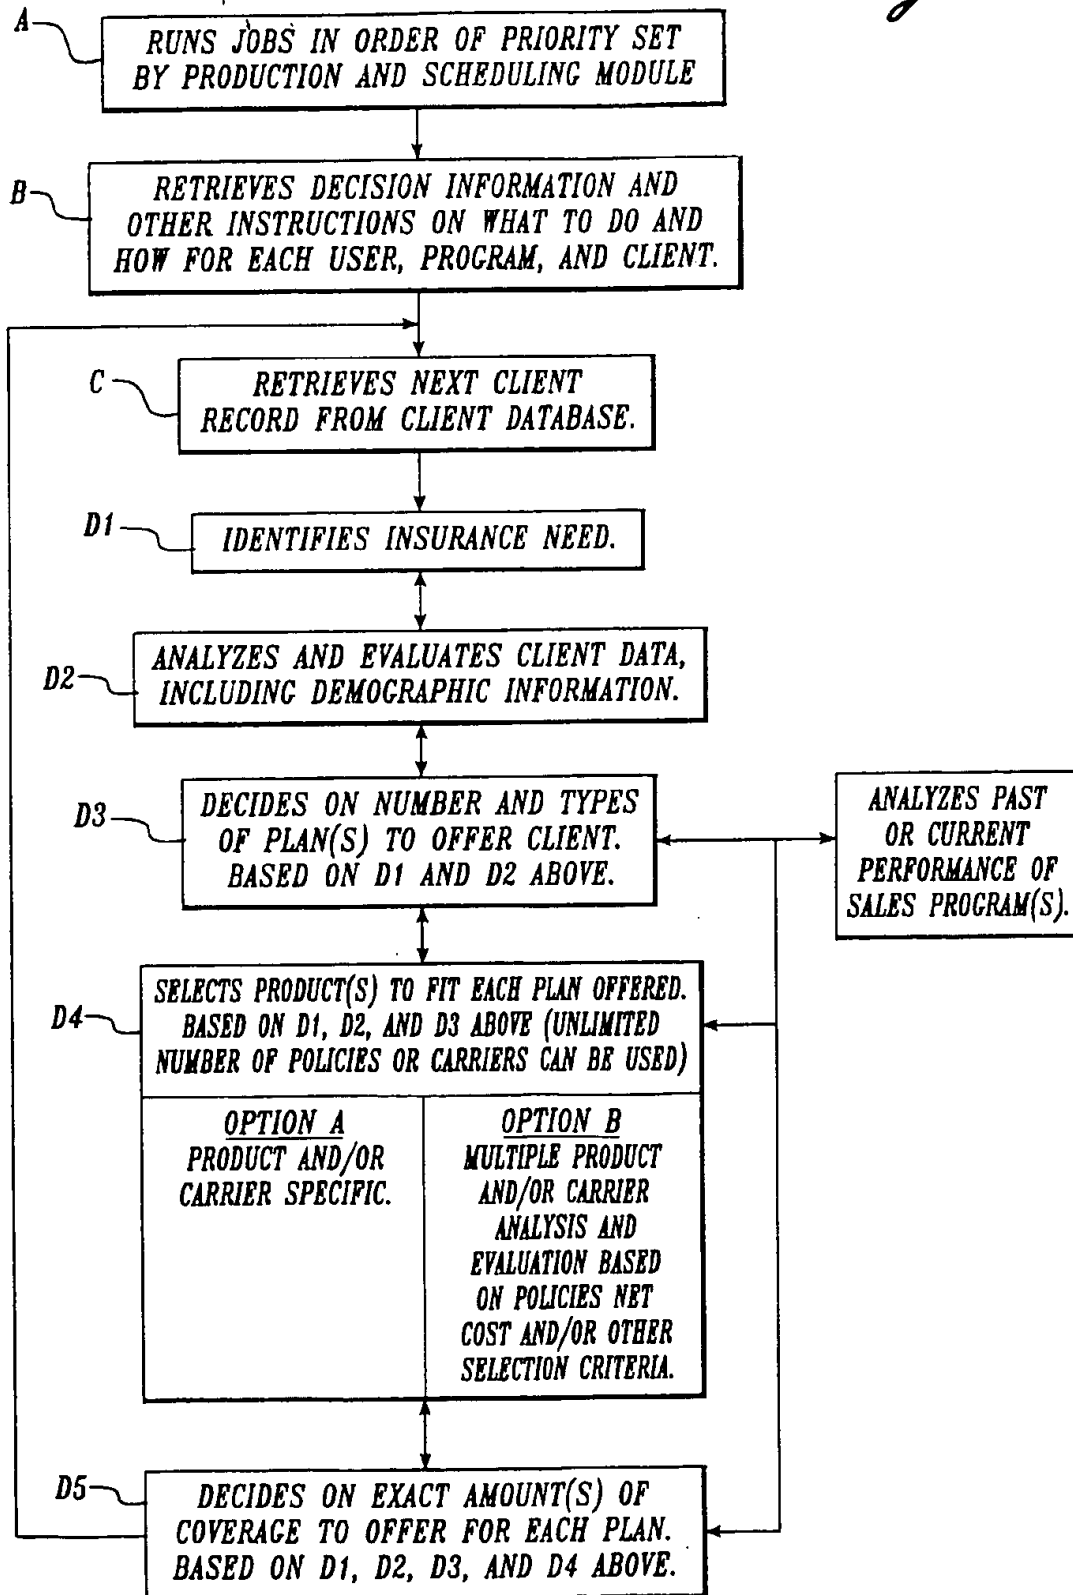 A
RUNS JOBS IN ORDER OF PRIORITY SET
BY PRODUCTION AND SCHEDULING MODULE
B
RETRIEVES DECISION INFORMATION AND
OTHER INSTRUCTIONS ON WHAT TO DO AND
HOW FOR EACH USER, PROGRAM, AND CLIENT.
C
RETRIEVES NEXT CLIENT
RECORD FROM CLIENT DATABASE.
D1
IDENTIFIES INSURANCE NEED.
D2
ANALYZES AND EVALUATES CLIENT DATA,
INCLUDING DEMOGRAPHIC INFORMATION.
D3
DECIDES ON NUMBER AND TYPES
OF PLAN(S) TO OFFER CLIENT.
BASED ON D1 AND D2 ABOVE.
ANALYZES PAST
OR CURRENT
PERFORMANCE OF
SALES PROGRAM(S).
D4
SELECTS PRODUCT(S) TO FIT EACH PLAN OFFERED.
BASED ON D1, D2, AND D3 ABOVE (UNLIMITED
NUMBER OF POLICIES OR CARRIERS CAN BE USED)
OPTION A
PRODUCT AND/OR
CARRIER SPECIFIC.
OPTION B
MULTIPLE PRODUCT
AND/OR CARRIER
ANALYSIS AND
EVALUATION BASED
ON POLICIES NET
COST AND/OR OTHER
SELECTION CRITERIA.
D5
DECIDES ON EXACT AMOUNT(S) OF
COVERAGE TO OFFER FOR EACH PLAN.
BASED ON D1, D2, D3, AND D4 ABOVE.